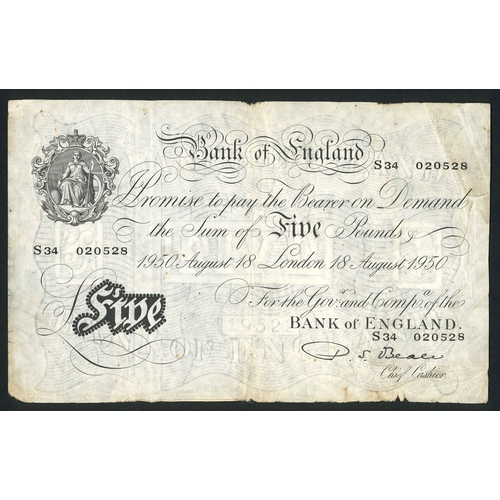 Bank of England
S34 020528
I Promise to pay the Bearer on Demand
the Sum of Five Pounds
S34 020528
1950 August 18 London 18 August 1950
For the Govr. and Compa. of the
£Five
BANK of ENGLAND.
S34 020528
P. S. Beale
Chief Cashier.